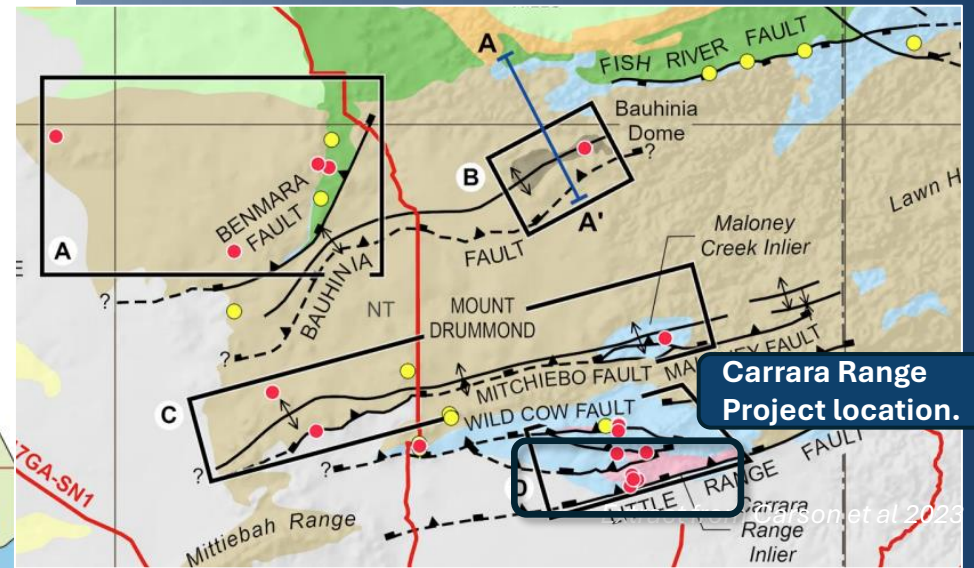 A
FISH RIVER FAULT
Bauhinia
Dome
B
?
A'
BENMARA
FAULT
A
Lawn H
Maloney
Creek Inlier
FAULT
BAUHINIA
?
NT
MOUNT
DRUMMOND
?
MITCHIEBO FAULT
Carrara Range
Project location.
C
WILD COW FAULT
?
?
FAULT
7GA-SN1
LITTLE RANGE
Extract from Carson et al 2023
Carrara
Range
Inlier
Mittiebah Range